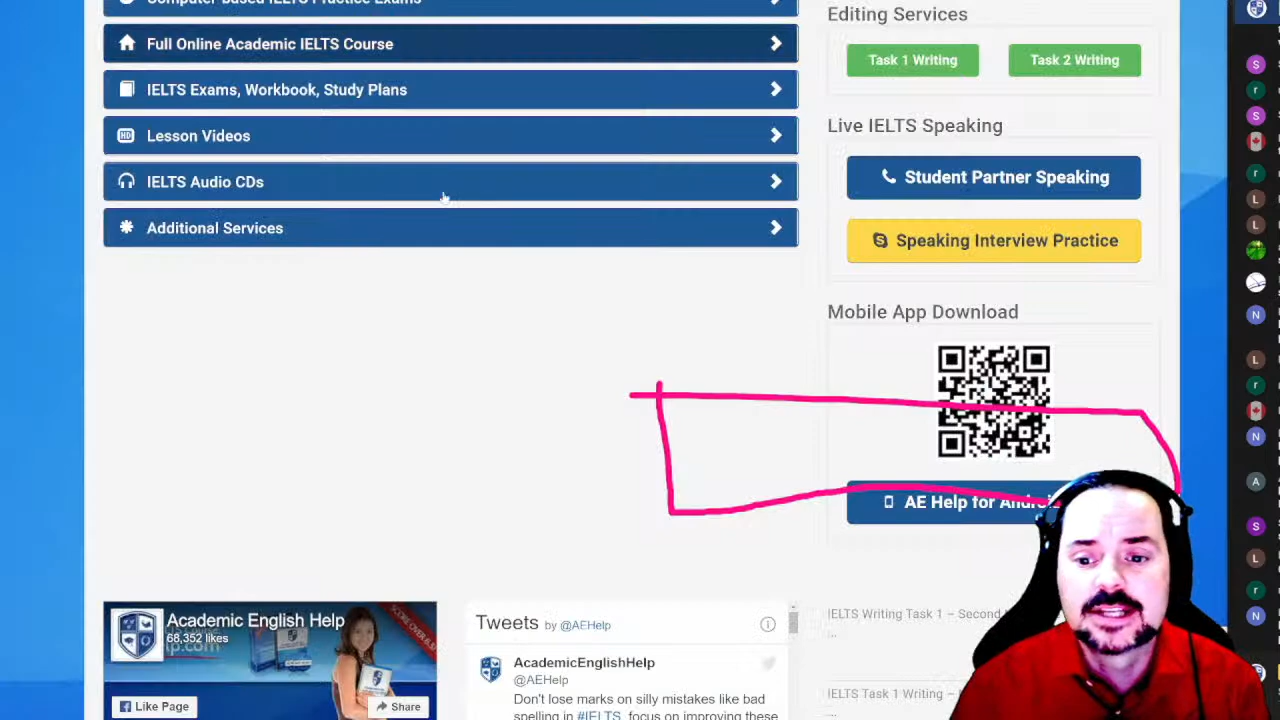 Full Online Academic IELTS Course
IELTS Exams, Workbook, Study Plans
Lesson Videos
IELTS Audio CDs
Additional Services
Editing Services
Task 1 Writing
Task 2 Writing
Live IELTS Speaking
Student Partner Speaking
Speaking Interview Practice
Mobile App Download
AE Help for
Academic English Help
68,352 likes
Like Page
Share
Tweets by @AEHelp
AcademicEnglishHelp
@AEHelp
Don't lose marks on silly mistakes like bad
spelling in #IELTS, focus on improving these
IELTS Writing Task 1 – Second
...
IELTS Task 1 Writing –
...